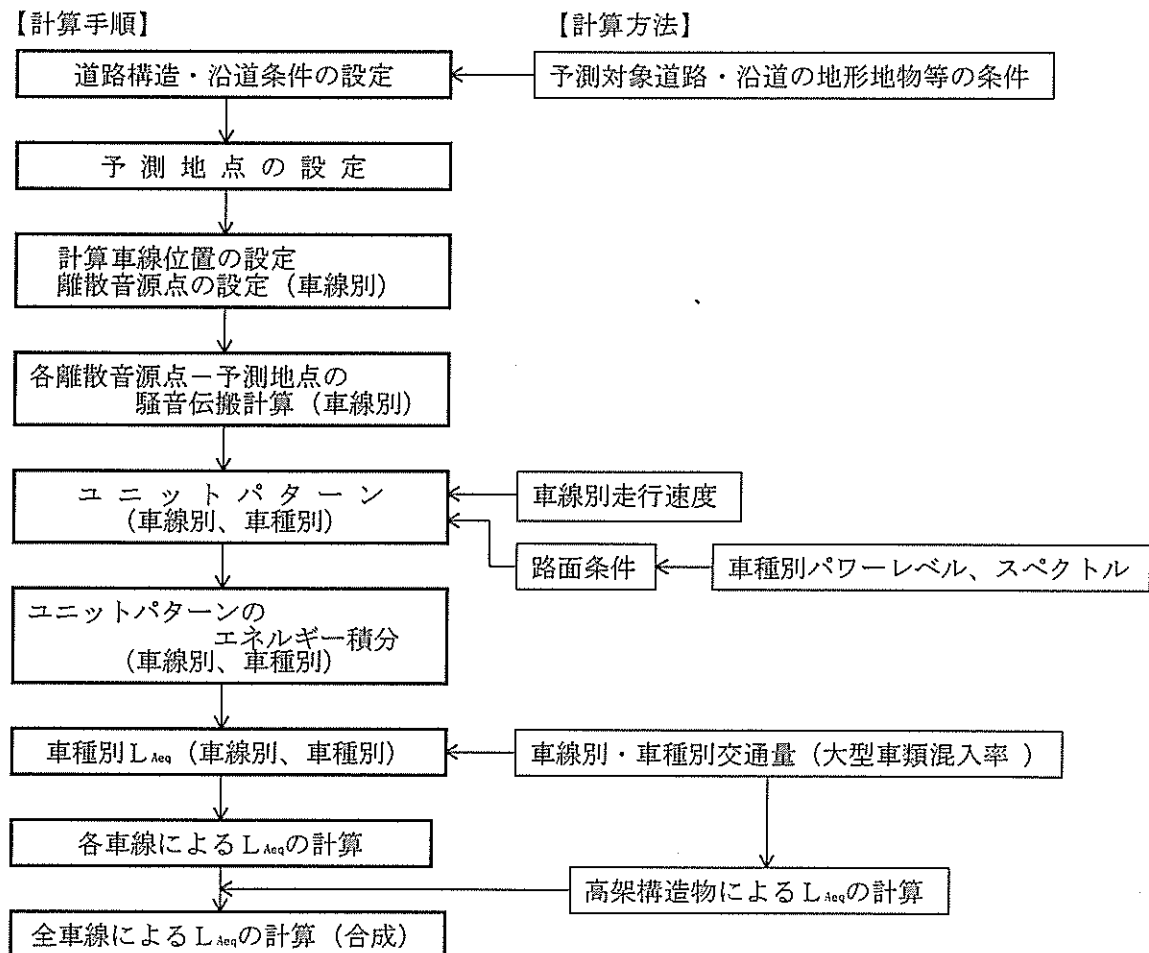 【計算手順】
【計算方法】
道路構造・沿道条件の設定
予測対象道路・沿道の地形地物等の条件
予 測 地 点 の 設 定
計算車線位置の設定
離散音源点の設定（車線別）
各離散音源点－予測地点の
騒音伝搬計算（車線別）
ユ ニ ッ ト パ タ ー ン
（車線別、車種別）
車線別走行速度
路面条件
車種別パワーレベル、スペクトル
ユニットパターンの
エネルギー積分
（車線別、車種別）
車種別ＬAeq（車線別、車種別）
車線別・車種別交通量（大型車類混入率 ）
各車線によるＬAeqの計算
高架構造物によるＬAeqの計算
全車線によるＬAeqの計算（合成）